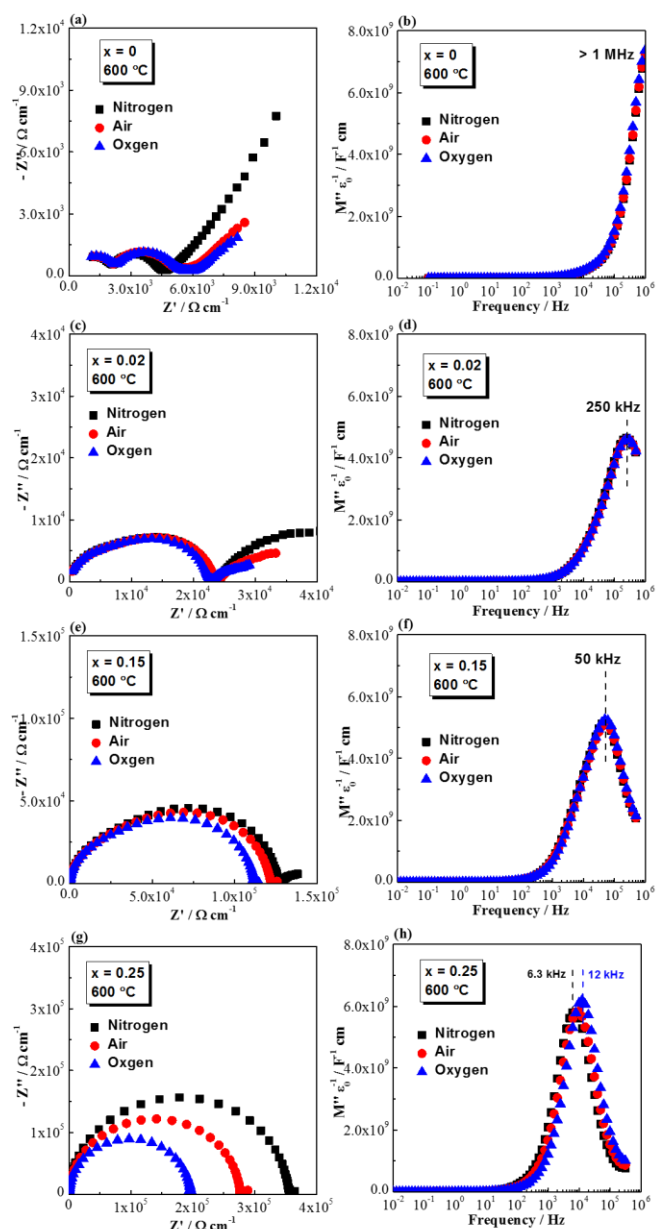 (a)
1.2x10⁴
9.0x10³
6.0x10³
3.0x10³
0.0
- Z'' / Ω cm⁻¹
x = 0
600 °C
Nitrogen
Air
Oxgen
0.0 3.0x10³ 6.0x10³ 9.0x10³ 1.2x10⁴
Z' / Ω cm⁻¹
(b)
8.0x10⁹
6.0x10⁹
4.0x10⁹
2.0x10⁹
0.0
M'' ε₀⁻¹ / F⁻¹ cm
x = 0
600 °C
> 1 MHz
Nitrogen
Air
Oxygen
10⁻² 10⁻¹ 10⁰ 10¹ 10² 10³ 10⁴ 10⁵ 10⁶
Frequency / Hz
(c)
4x10⁴
3x10⁴
2x10⁴
1x10⁴
0
- Z'' / Ω cm⁻¹
x = 0.02
600 °C
Nitrogen
Air
Oxgen
0 1x10⁴ 2x10⁴ 3x10⁴ 4x10⁴
Z' / Ω cm⁻¹
(d)
8.0x10⁹
6.0x10⁹
4.0x10⁹
2.0x10⁹
0.0
M'' ε₀⁻¹ / F⁻¹ cm
x = 0.02
600 °C
250 kHz
Nitrogen
Air
Oxygen
10⁻² 10⁻¹ 10⁰ 10¹ 10² 10³ 10⁴ 10⁵ 10⁶
Frequency / Hz
(e)
1.5x10⁵
1.0x10⁵
5.0x10⁴
0.0
- Z'' / Ω cm⁻¹
x = 0.15
600 °C
Nitrogen
Air
Oxgen
0.0 5.0x10⁴ 1.0x10⁵ 1.5x10⁵
Z' / Ω cm⁻¹
(f)
8.0x10⁹
6.0x10⁹
4.0x10⁹
2.0x10⁹
0.0
M'' ε₀⁻¹ / F⁻¹ cm
x = 0.15
600 °C
50 kHz
Nitrogen
Air
Oxygen
10⁻² 10⁻¹ 10⁰ 10¹ 10² 10³ 10⁴ 10⁵ 10⁶
Frequency / Hz
(g)
4x10⁵
3x10⁵
2x10⁵
1x10⁵
0
- Z'' / Ω cm⁻¹
x = 0.25
600 °C
Nitrogen
Air
Oxgen
0 1x10⁵ 2x10⁵ 3x10⁵ 4x10⁵
Z' / Ω cm⁻¹
(h)
8.0x10⁹
6.0x10⁹
4.0x10⁹
2.0x10⁹
0.0
M'' ε₀⁻¹ / F⁻¹ cm
x = 0.25
600 °C
6.3 kHz 12 kHz
Nitrogen
Air
Oxygen
10⁻² 10⁻¹ 10⁰ 10¹ 10² 10³ 10⁴ 10⁵ 10⁶
Frequency / Hz